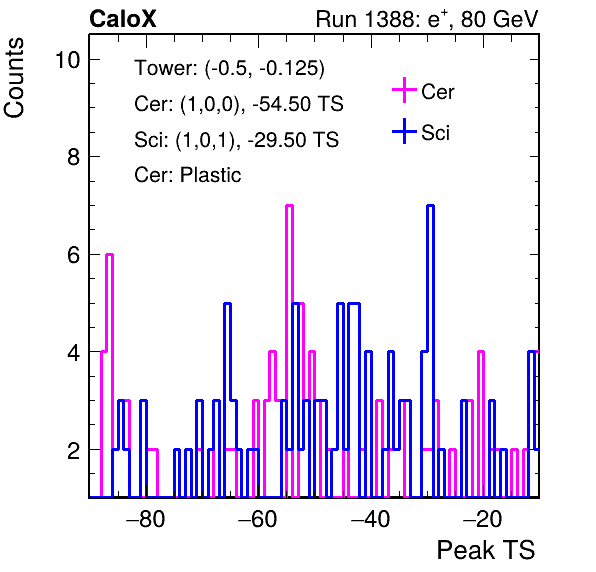 CaloX Run 1388: e⁺, 80 GeV
Counts
Tower: (-0.5, -0.125)
Cer: (1,0,0), -54.50 TS
Sci: (1,0,1), -29.50 TS
Cer: Plastic
Cer
Sci
10
8
6
4
2
−80 −60 −40 −20
Peak TS